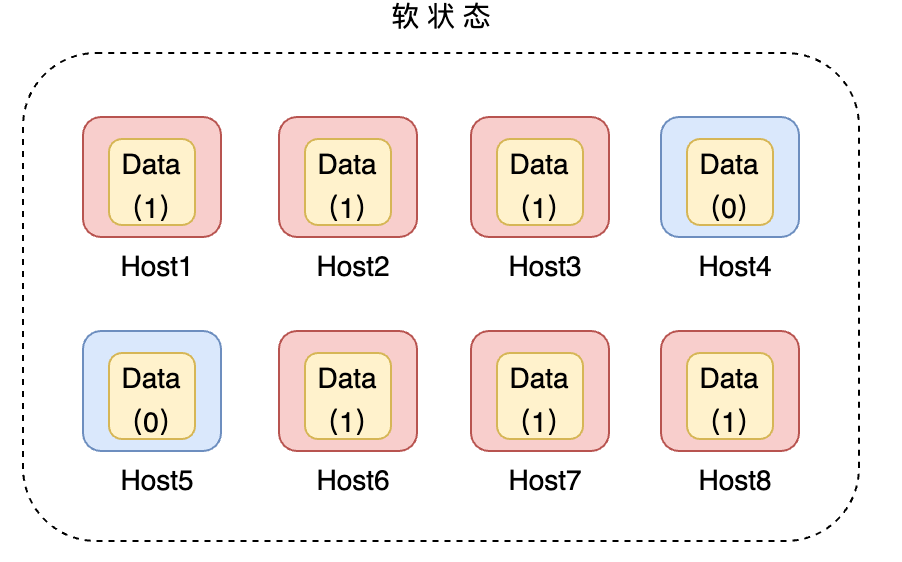 软状态
Data Data Data Data
(1) (1) (1) (0)
Host1 Host2 Host3 Host4
Data Data Data Data
(0) (1) (1) (1)
Host5 Host6 Host7 Host8